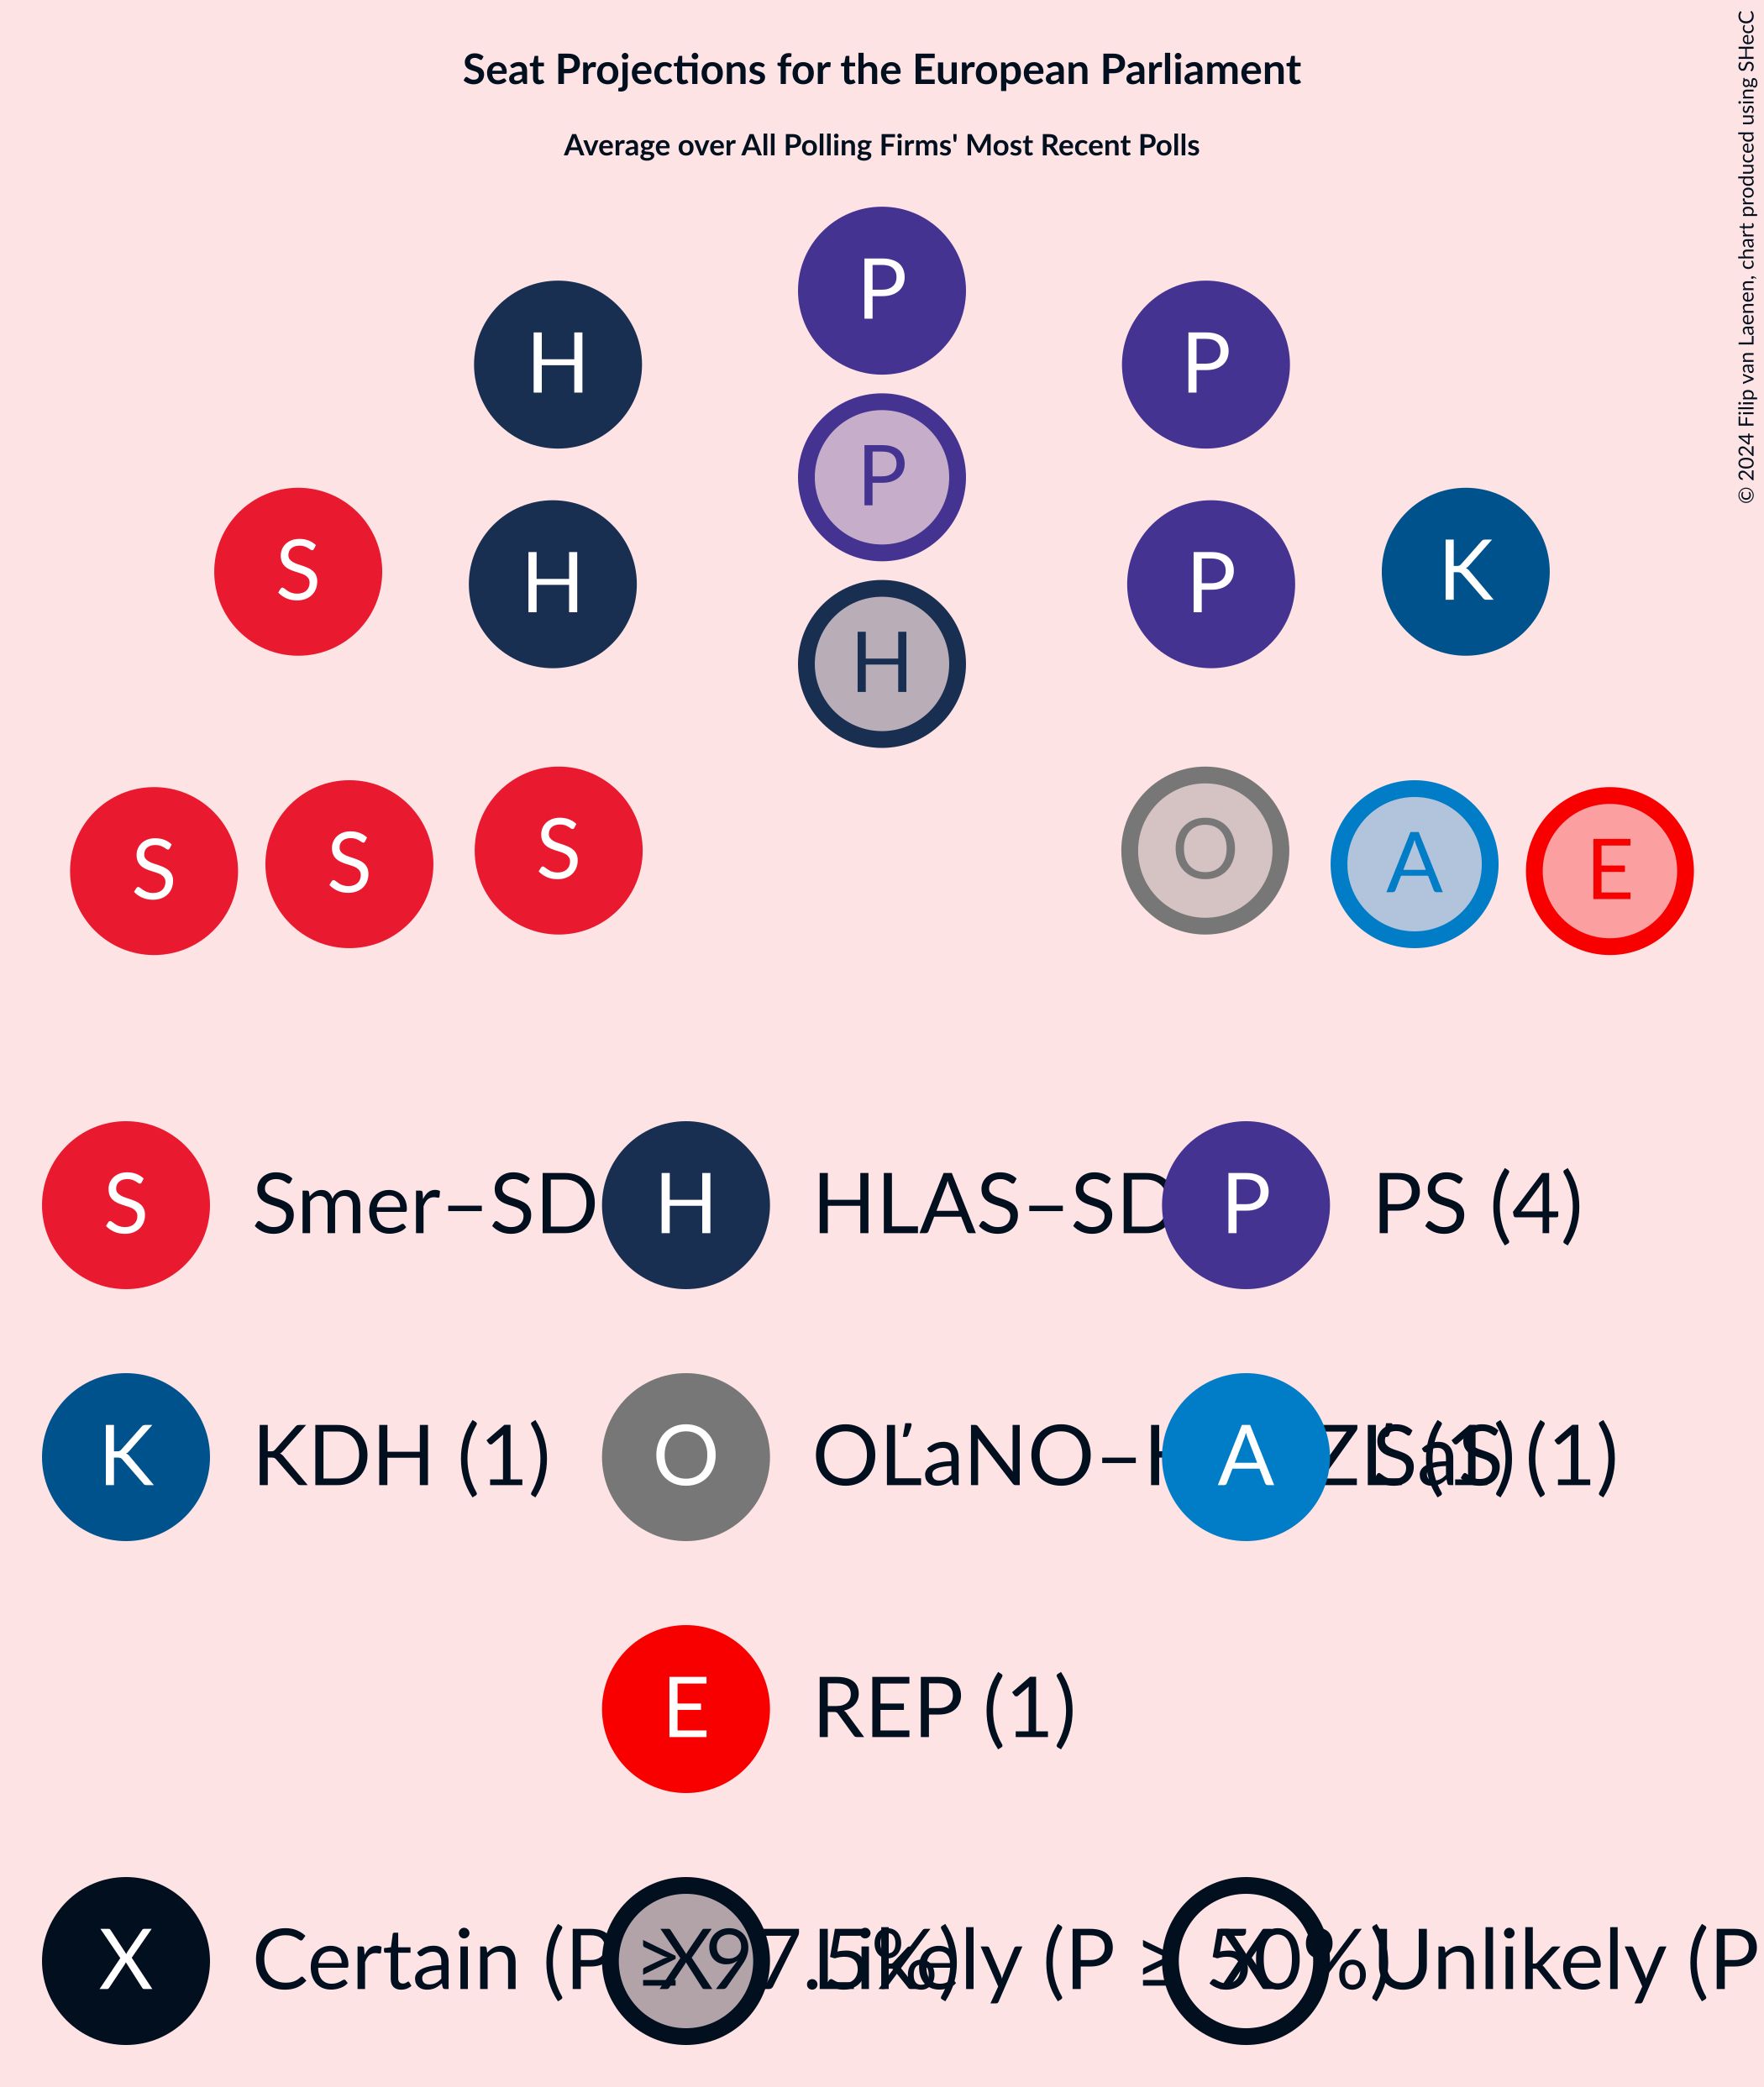 Seat Projections for the European Parliament
Average over All Polling Firms' Most Recent Polls
© 2024 Filip van Laenen, chart produced using SHecC
P
H
P
P
S
H
P
K
H
S
S
S
O
A
E
S Smer–SD H HLAS–SD P PS (4)
K KDH (1) O OĽaNO– A SaS (1)
E REP (1)
X Certain (P ≥ 97.5%) X Likely (P ≥ 50%) X Unlikely (P